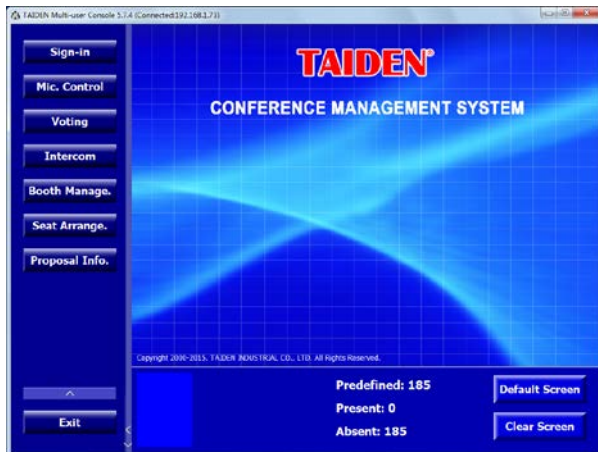 TAIDEN Multi-user Console 5.7.4 (Connected:192.168.1.71)
Sign-in
Mic. Control
Voting
Intercom
Booth Manage.
Seat Arrange.
Proposal Info.
Exit
TAIDEN®
CONFERENCE MANAGEMENT SYSTEM
Copyright 2000-2015. TAIDEN INDUSTRIAL CO., LTD. All Rights Reserved.
Predefined: 185
Present: 0
Absent: 185
Default Screen
Clear Screen